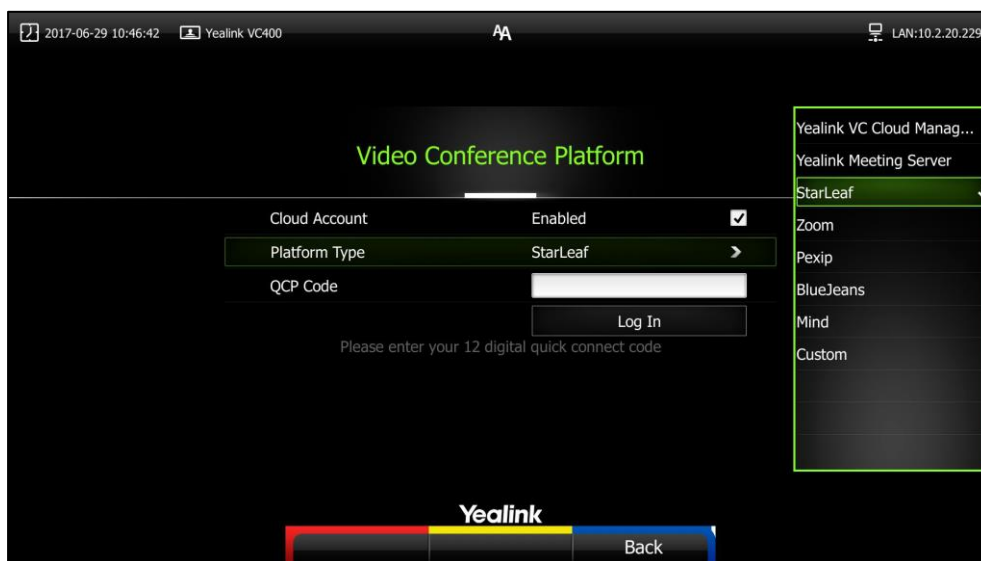 2017-06-29 10:46:42 Yealink VC400 AA LAN:10.2.20.229
Video Conference Platform
Cloud Account Enabled
Platform Type StarLeaf
QCP Code
Log In
Please enter your 12 digital quick connect code
Yealink VC Cloud Manag...
Yealink Meeting Server
StarLeaf
Zoom
Pexip
BlueJeans
Mind
Custom
Yealink
Back